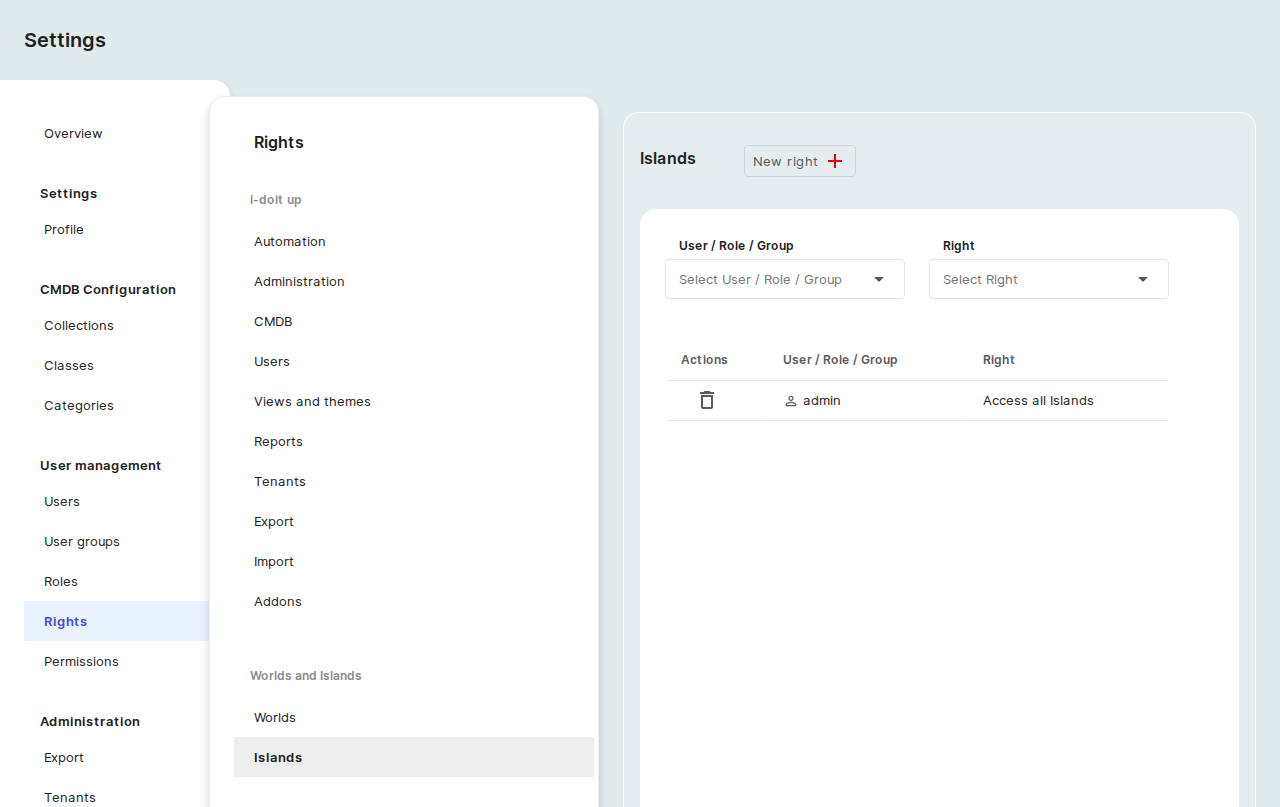 Settings
Overview
Settings
Profile
CMDB Configuration
Collections
Classes
Categories
User management
Users
User groups
Roles
Rights
Permissions
Administration
Export
Tenants
Rights
i-doit up
Automation
Administration
CMDB
Users
Views and themes
Reports
Tenants
Export
Import
Addons
Worlds and Islands
Worlds
Islands
Islands
New right
User / Role / Group
Right
Select User / Role / Group
Select Right
Actions
User / Role / Group
Right
admin
Access all Islands